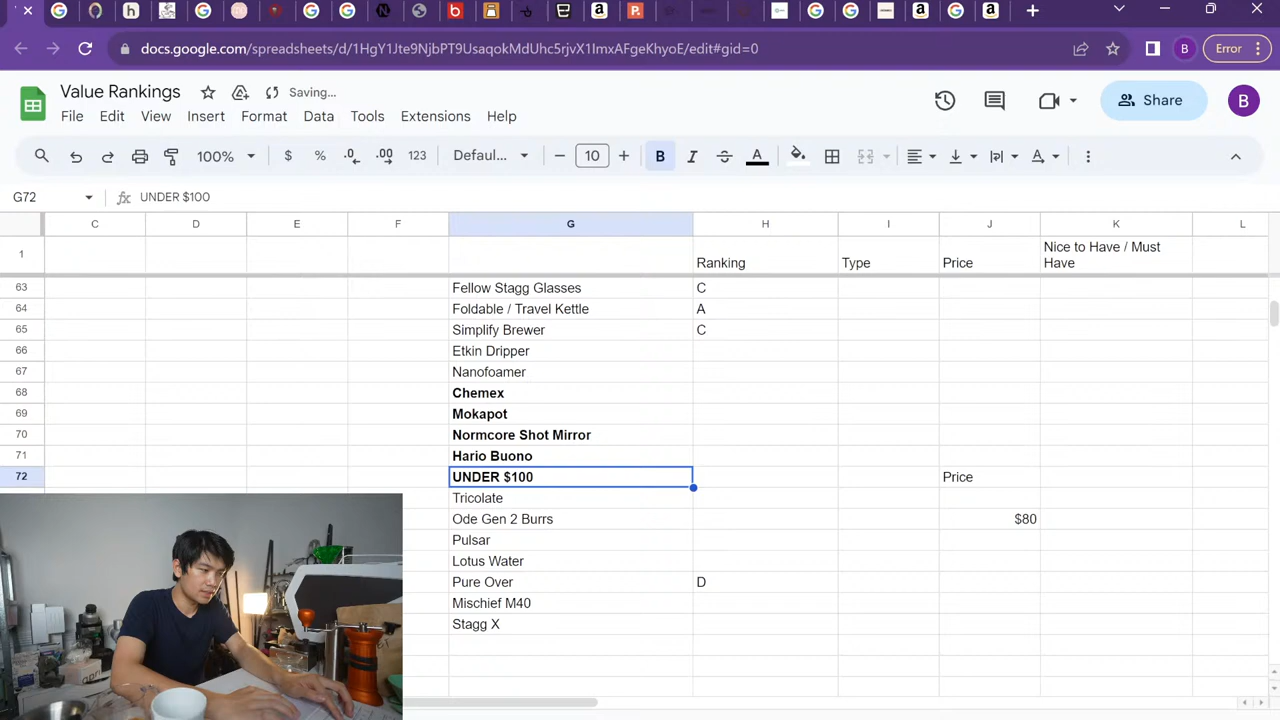 docs.google.com/spreadsheets/d/1HgY1Jte9NjbPT9UsaqokMdUhc5rjvX1ImxAFgeKhyoE/edit#gid=0
B
Error
Value Rankings
Saving...
File Edit View Insert Format Data Tools Extensions Help
Share
B
100% $ % .0 .00 123 Defaul... 10 B I A
G72 fx UNDER $100
C D E F G H I J K L
1 Ranking Type Price Nice to Have / Must Have
63 Fellow Stagg Glasses C
64 Foldable / Travel Kettle A
65 Simplify Brewer C
66 Etkin Dripper
67 Nanofoamer
68 Chemex
69 Mokapot
70 Normcore Shot Mirror
71 Hario Buono
72 UNDER $100 Price
Tricolate
Ode Gen 2 Burrs $80
Pulsar
Lotus Water
Pure Over D
Mischief M40
Stagg X